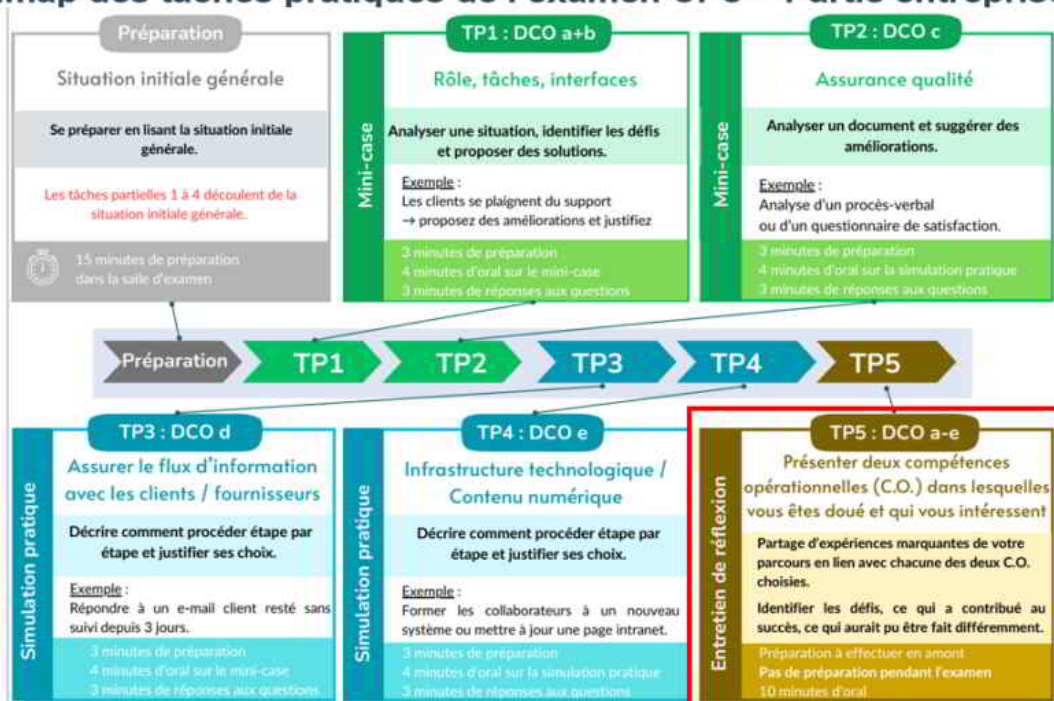 des tâches pratiques de l'examen
Préparation
Situation initiale générale
Se préparer en lisant la situation initiale
générale.
Les tâches partielles 1 à 4 découlent de la
situation initiale générale.
15 minutes de préparation
dans la salle d'examen
TP1 : DCO a+b
Mini-case
Rôle, tâches, interfaces
Analyser une situation, identifier les défis
et proposer des solutions.
Exemple :
Les clients se plaignent du support
→ proposez des améliorations et justifiez
3 minutes de préparation
4 minutes d'oral sur le mini-case
3 minutes de réponses aux questions
TP2 : DCO c
Mini-case
Assurance qualité
Analyser un document et suggérer des
améliorations.
Exemple :
Analyse d'un procès-verbal
ou d'un questionnaire de satisfaction.
3 minutes de préparation
4 minutes d'oral sur la simulation pratique
3 minutes de réponses aux questions
Préparation
TP1
TP2
TP3
TP4
TP5
TP3 : DCO d
Simulation pratique
Assurer le flux d'information
avec les clients / fournisseurs
Décrire comment procéder étape par
étape et justifier ses choix.
Exemple :
Répondre à un e-mail client resté sans
suivi depuis 3 jours.
3 minutes de préparation
4 minutes d'oral sur le mini-case
3 minutes de réponses aux questions
TP4 : DCO e
Simulation pratique
Infrastructure technologique /
Contenu numérique
Décrire comment procéder étape par
étape et justifier ses choix.
Exemple :
Former les collaborateurs à un nouveau
système ou mettre à jour une page intranet.
3 minutes de préparation
4 minutes d'oral sur la simulation pratique
3 minutes de réponses aux questions
TP5 : DCO a-e
Entretien de réflexion
Présenter deux compétences
opérationnelles (C.O.) dans lesquelles
vous êtes doué et qui vous intéressent
Partage d'expériences marquantes de votre
parcours en lien avec chacune des deux C.O.
choisies.
Identifier les défis, ce qui a contribué au
succès, ce qui aurait pu être fait différemment.
Préparation à effectuer en amont
Pas de préparation pendant l'examen
10 minutes d'oral